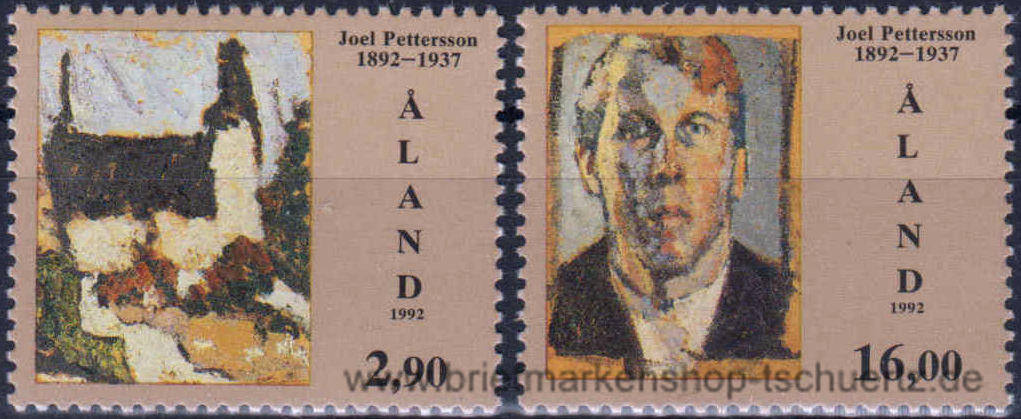 Joel Pettersson
1892–1937
Å
L
A
N
D
1992
2,90
Joel Pettersson
1892–1937
Å
L
A
N
D
1992
16,00
www.briefmarkenshop-tschuertz.de